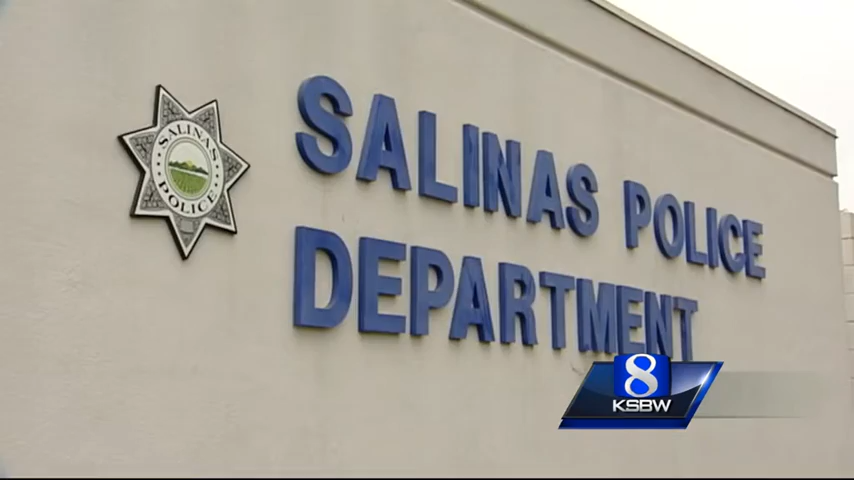 SALINAS
POLICE
SALINAS POLICE
DEPARTMENT
8
KSBW